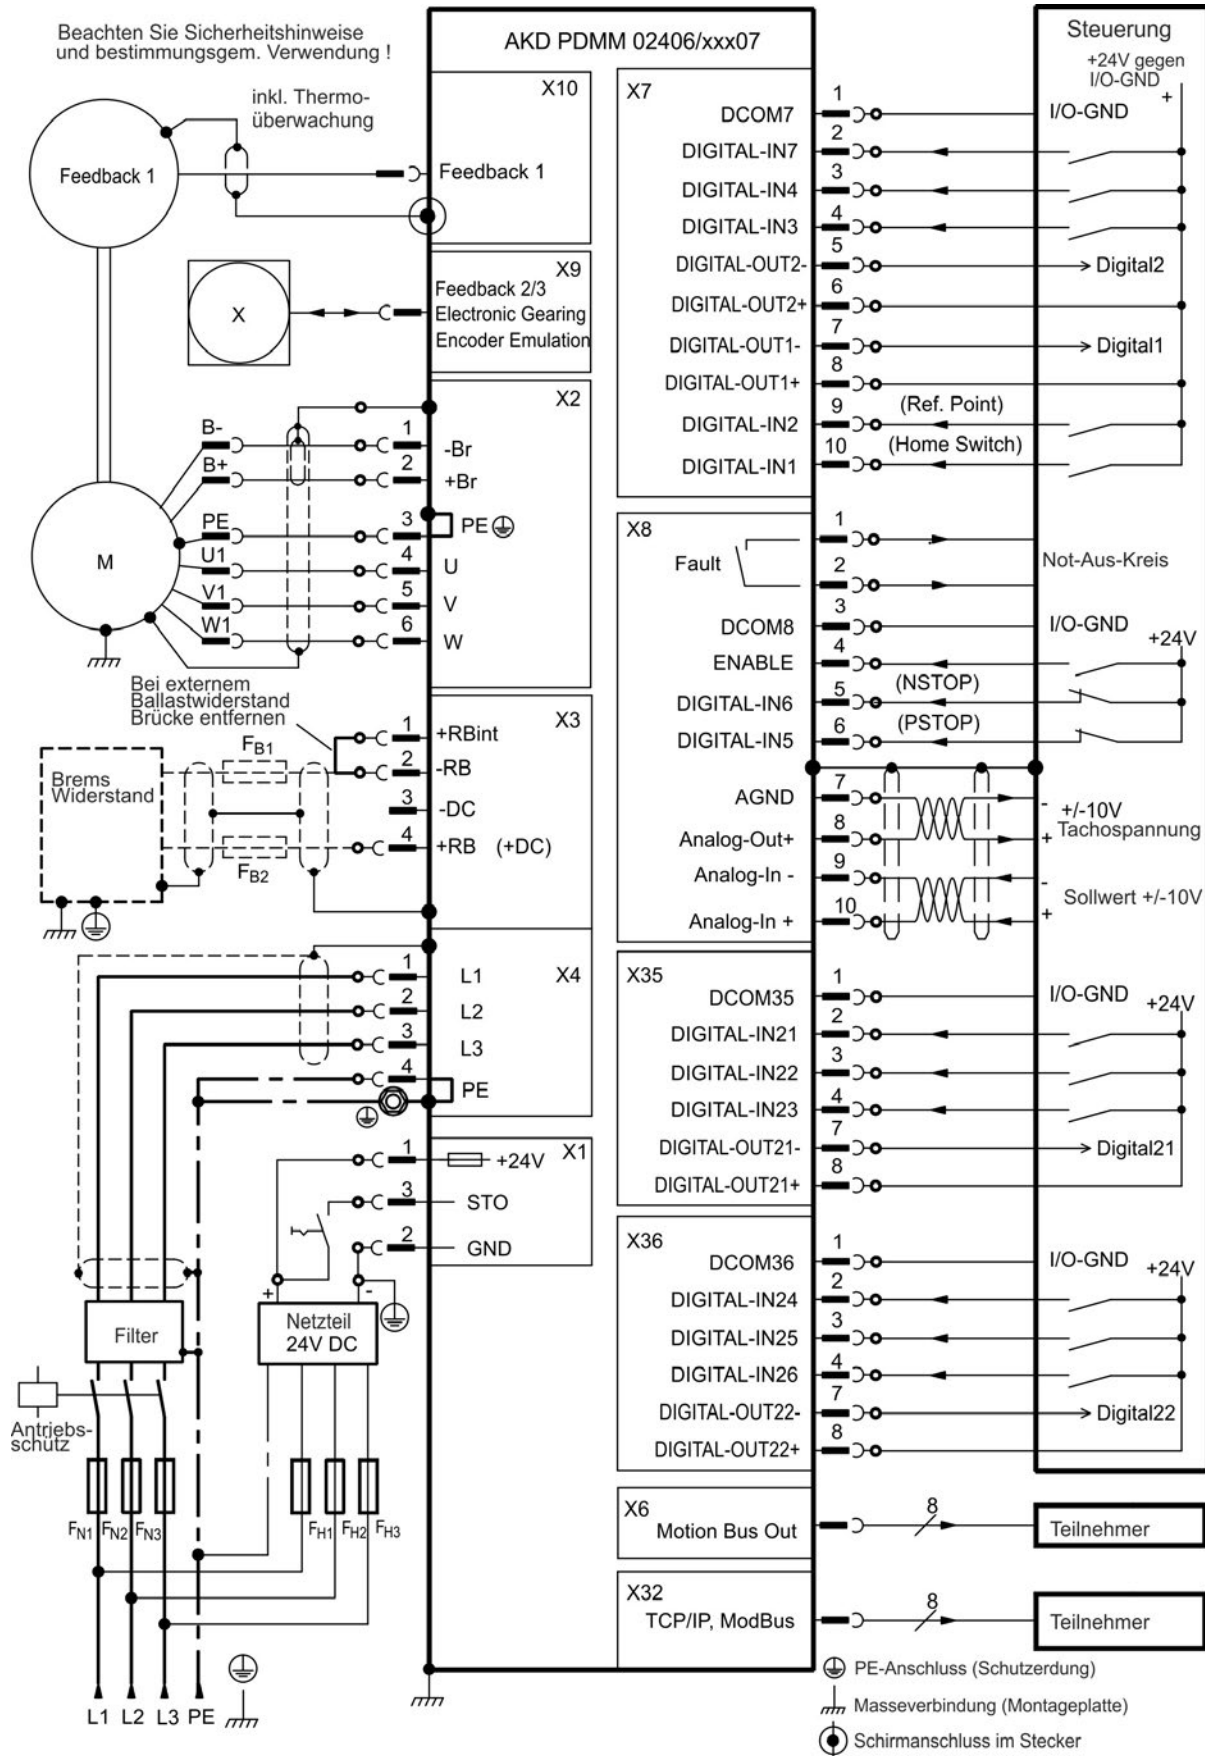 Beachten Sie Sicherheitshinweise
und bestimmungsgem. Verwendung !
AKD PDMM 02406/xxx07
inkl. Thermo-
überwachung
Feedback 1
X10
Feedback 1
X
X9
Feedback 2/3
Electronic Gearing
Encoder Emulation
X2
B-
1
-Br
B+
2
+Br
PE
3
PE
M
U1
4
U
V1
5
V
W1
6
W
Bei externem
Ballastwiderstand
Brücke entfernen
X3
FB1
1
+RBint
2
-RB
Brems
Widerstand
3
-DC
4
+RB (+DC)
FB2
X4
1
L1
2
L2
3
L3
4
PE
X1
1
+24V
3
STO
2
GND
+
-
Netzteil
24V DC
Filter
Antriebs-
schütz
FN1
FN2
FN3
FH1
FH2
FH3
L1
L2
L3
PE
X7
DCOM7
1
DIGITAL-IN7
2
DIGITAL-IN4
3
DIGITAL-IN3
4
DIGITAL-OUT2-
5
DIGITAL-OUT2+
6
DIGITAL-OUT1-
7
DIGITAL-OUT1+
8
DIGITAL-IN2
9
(Ref. Point)
DIGITAL-IN1
10
(Home Switch)
Steuerung
+24V gegen
I/O-GND
+
I/O-GND
Digital2
Digital1
X8
Fault
1
2
Not-Aus-Kreis
DCOM8
3
I/O-GND
+24V
ENABLE
4
DIGITAL-IN6
5
(NSTOP)
DIGITAL-IN5
6
(PSTOP)
AGND
7
-
+/-10V
Tachospannung
Analog-Out+
8
+
Analog-In -
9
-
Sollwert +/-10V
Analog-In +
10
+
X35
DCOM35
1
I/O-GND
+24V
DIGITAL-IN21
2
DIGITAL-IN22
3
DIGITAL-IN23
4
DIGITAL-OUT21-
7
Digital21
DIGITAL-OUT21+
8
X36
DCOM36
1
I/O-GND
+24V
DIGITAL-IN24
2
DIGITAL-IN25
3
DIGITAL-IN26
4
DIGITAL-OUT22-
7
Digital22
DIGITAL-OUT22+
8
X6
Motion Bus Out
8
Teilnehmer
X32
TCP/IP, ModBus
8
Teilnehmer
PE-Anschluss (Schutzerdung)
Masseverbindung (Montageplatte)
Schirmanschluss im Stecker